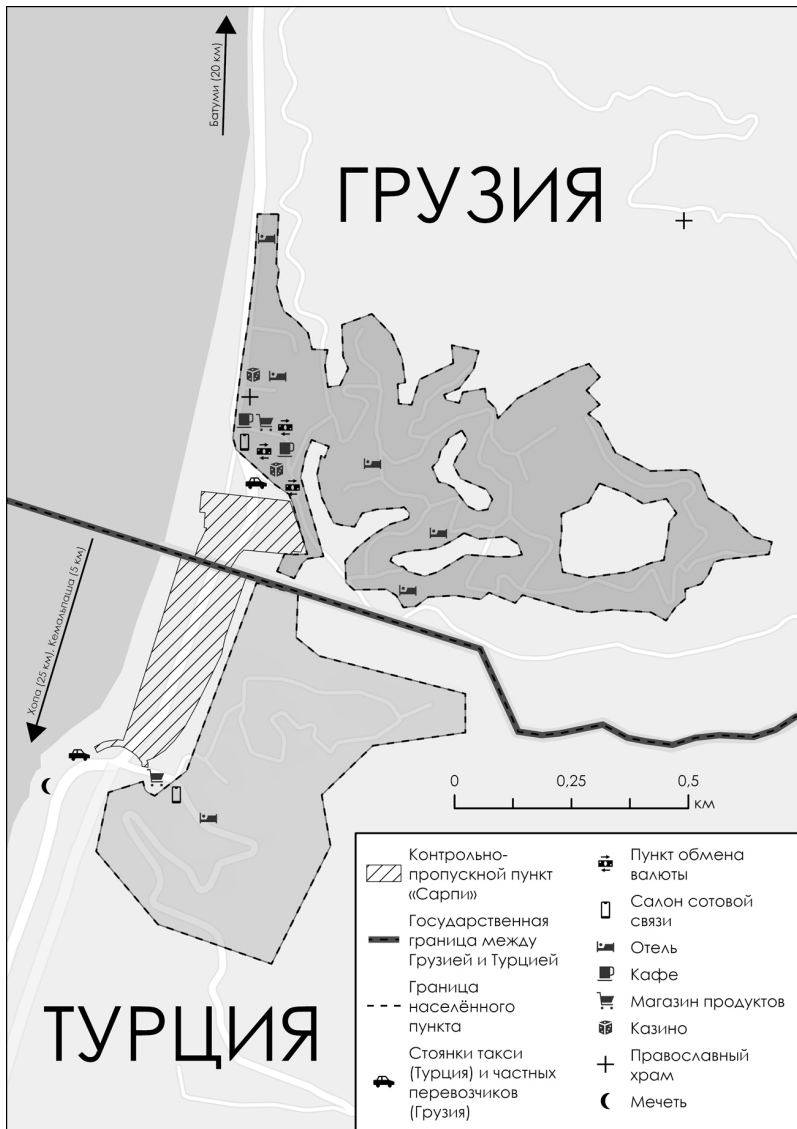 Батуми (20 км)
ГРУЗИЯ
Хопа (25 км), Кемальпаша (5 км)
0
0,25
0,5
км
ТУРЦИЯ
Контрольно-
пропускной пункт
«Сарпи»
Государственная
граница между
Грузией и Турцией
Граница
населённого
пункта
Стоянки такси
(Турция) и частных
перевозчиков
(Грузия)
Пункт обмена
валюты
Салон сотовой
связи
Отель
Кафе
Магазин продуктов
Казино
Православный
храм
Мечеть